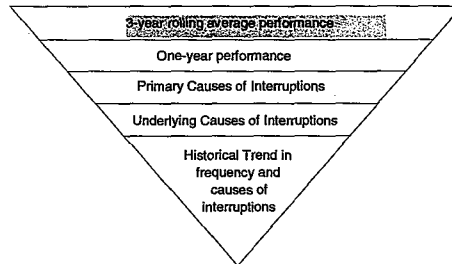 3-year rolling average performance
One-year performance
Primary Causes of Interruptions
Underlying Causes of Interruptions
Historical Trend in
frequency and
causes of
interruptions